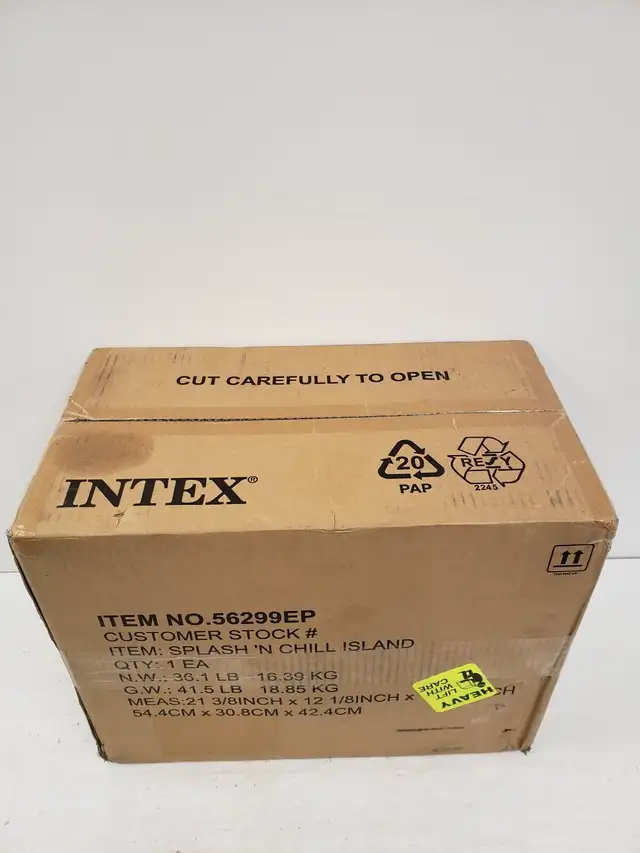 CUT CAREFULLY TO OPEN
INTEX®
20
PAP
RESY
2245
ITEM NO.56299EP
CUSTOMER STOCK #
ITEM: SPLASH 'N CHILL ISLAND
QTY: 1 EA
N.W.: 36.1 LB 16.39 KG
G.W.: 41.5 LB 18.85 KG
MEAS:21 3/8INCH x 12 1/8INCH x
54.4CM x 30.8CM x 42.4CM
HEAVY
LIFT
WITH
CARE